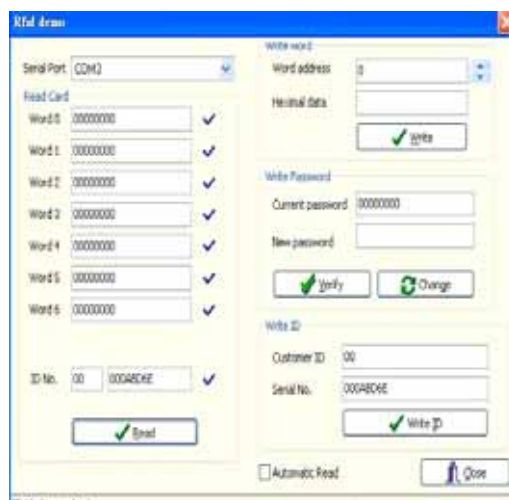 Rfid demo
Serial Port COM2
Read Card
Word 0 00000000
Word 1 00000000
Word 2 00000000
Word 3 00000000
Word 4 00000000
Word 5 00000000
Word 6 00000000
ID No. 00 000A8D6E
Read
Write word
Word address 0
Heximal data
Write
Write Password
Current password 00000000
New password
Verify Change
Write ID
Customer ID 00
Serial No. 000A8D6E
Write ID
Automatic Read Close